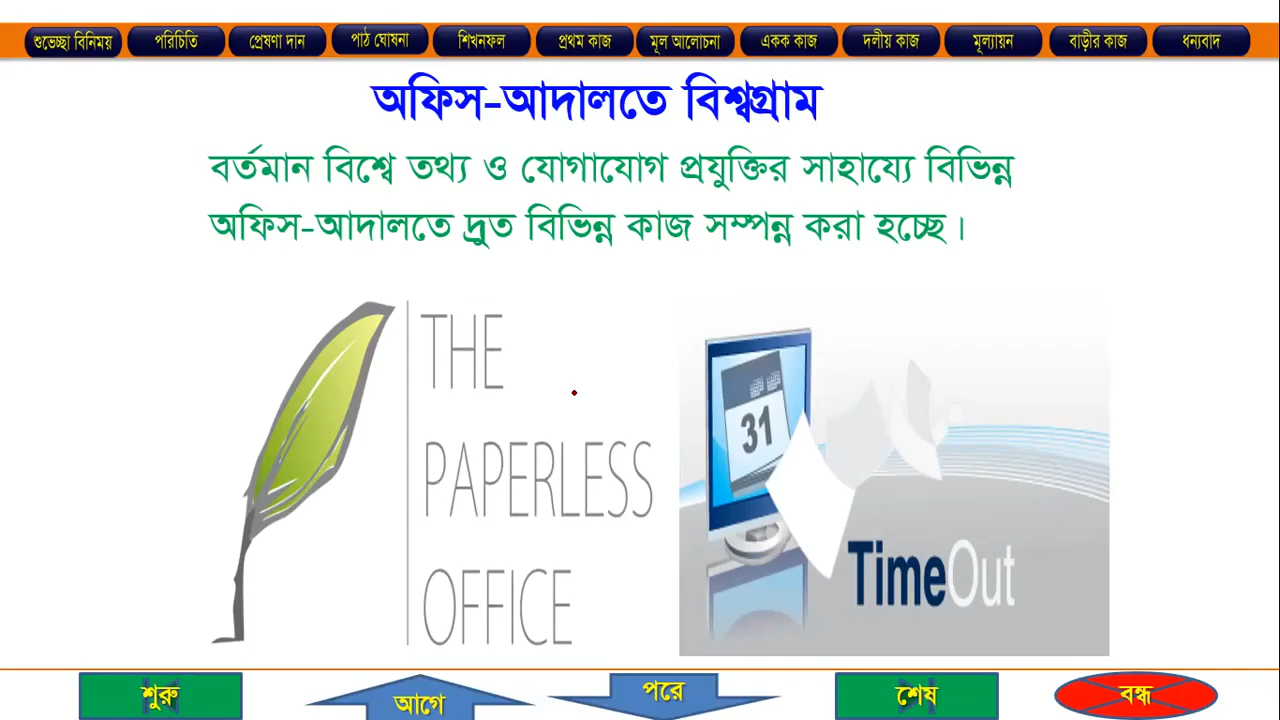 শুভেচ্ছা বিনিময়
পরিচিতি
প্রেষণা দান
পাঠ ঘোষনা
শিখনফল
প্রথম কাজ
মূল আলোচনা
একক কাজ
দলীয় কাজ
মূল্যায়ন
বাড়ীর কাজ
ধন্যবাদ
অফিস-আদালতে বিশ্বগ্রাম
বর্তমান বিশ্বে তথ্য ও যোগাযোগ প্রযুক্তির সাহায্যে বিভিন্ন
অফিস-আদালতে দ্রুত বিভিন্ন কাজ সম্পন্ন করা হচ্ছে।
THE
PAPERLESS
OFFICE
31
TimeOut
শুরু
আগে
পরে
শেষ
বন্ধ